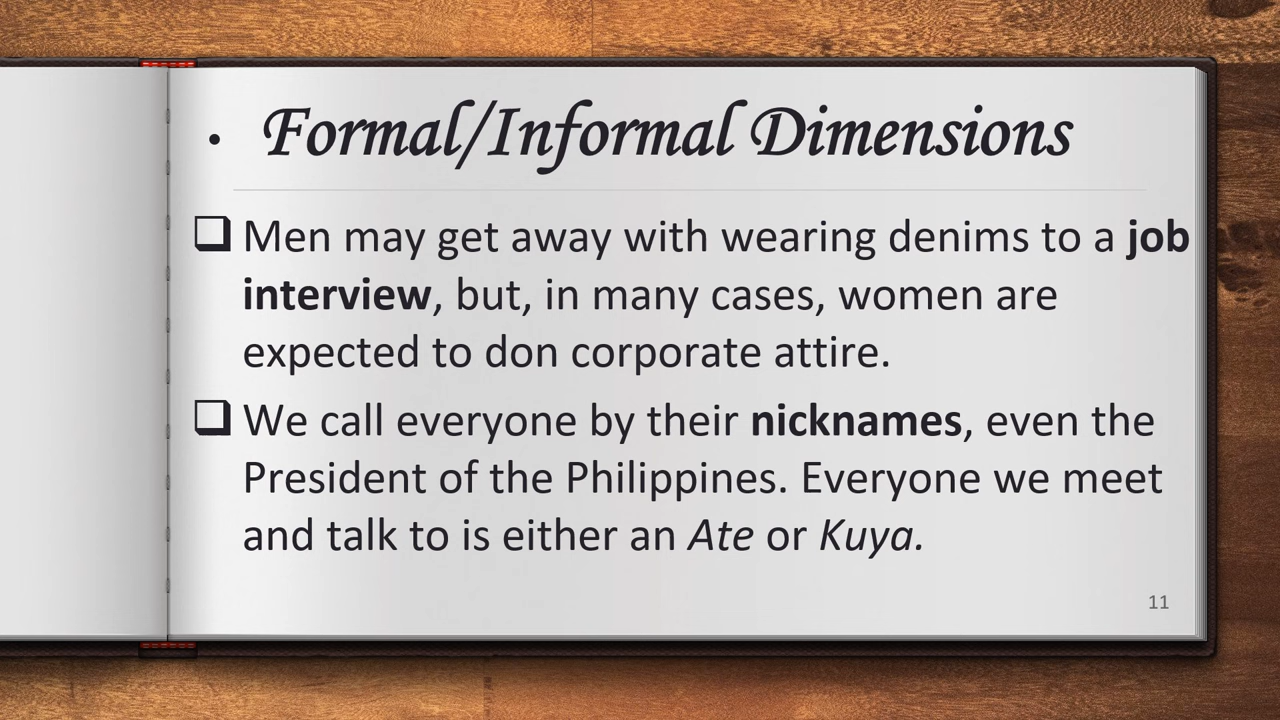 • Formal/Informal Dimensions
❑ Men may get away with wearing denims to a job
interview, but, in many cases, women are
expected to don corporate attire.
❑ We call everyone by their nicknames, even the
President of the Philippines. Everyone we meet
and talk to is either an Ate or Kuya.
11